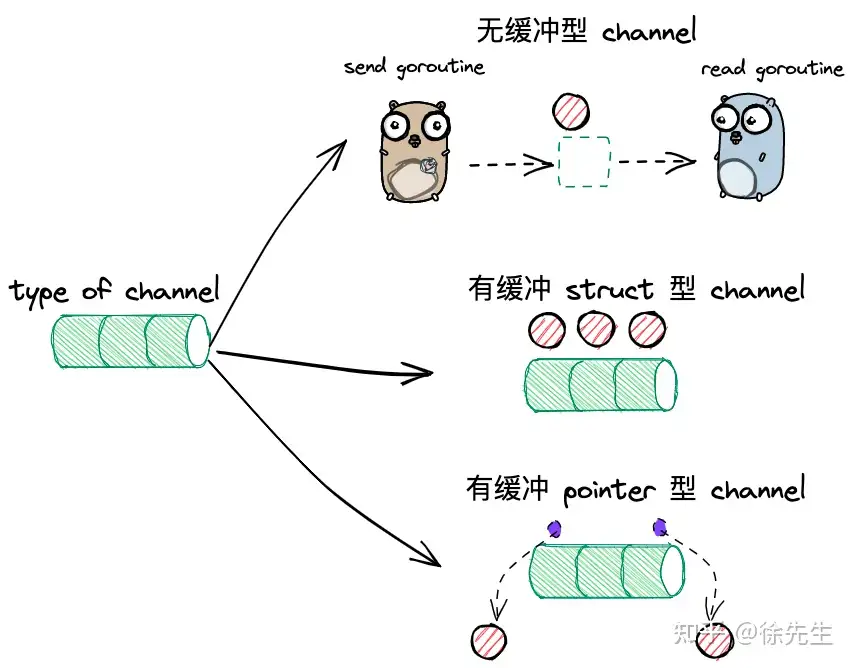 无缓冲型 channel
send goroutine
read goroutine
type of channel
有缓冲 struct 型 channel
有缓冲 pointer 型 channel
知乎 @徐先生